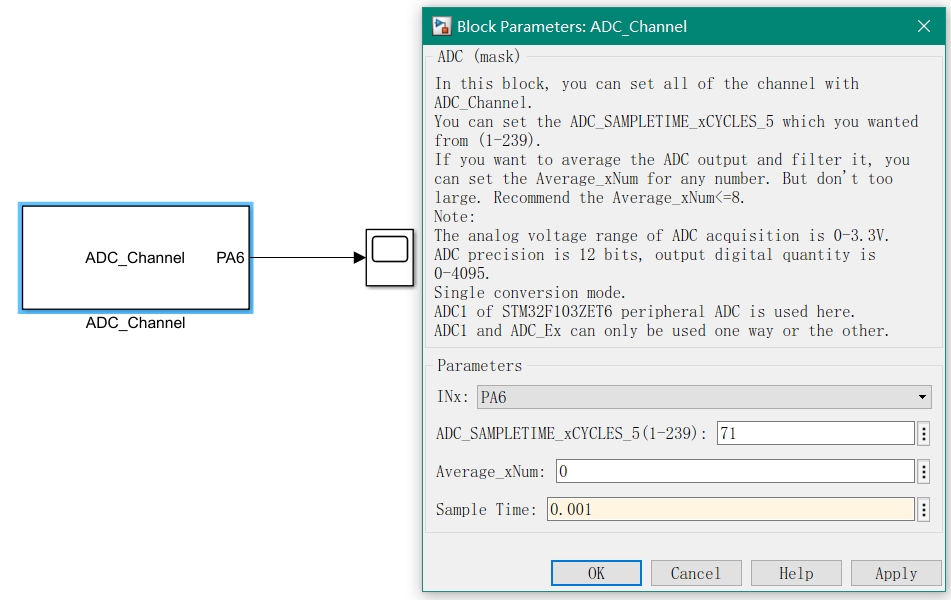 ADC_Channel
PA6
ADC_Channel
Block Parameters: ADC_Channel
ADC (mask)
In this block, you can set all of the channel with
ADC_Channel.
You can set the ADC_SAMPLETIME_xCYCLES_5 which you wanted
from (1-239).
If you want to average the ADC output and filter it, you
can set the Average_xNum for any number. But don't too
large. Recommend the Average_xNum<=8.
Note:
The analog voltage range of ADC acquisition is 0-3.3V.
ADC precision is 12 bits, output digital quantity is
0-4095.
Single conversion mode.
ADC1 of STM32F103ZET6 peripheral ADC is used here.
ADC1 and ADC_Ex can only be used one way or the other.
Parameters
INx: PA6
ADC_SAMPLETIME_xCYCLES_5(1-239): 71
Average_xNum: 0
Sample Time: 0.001
OK Cancel Help Apply